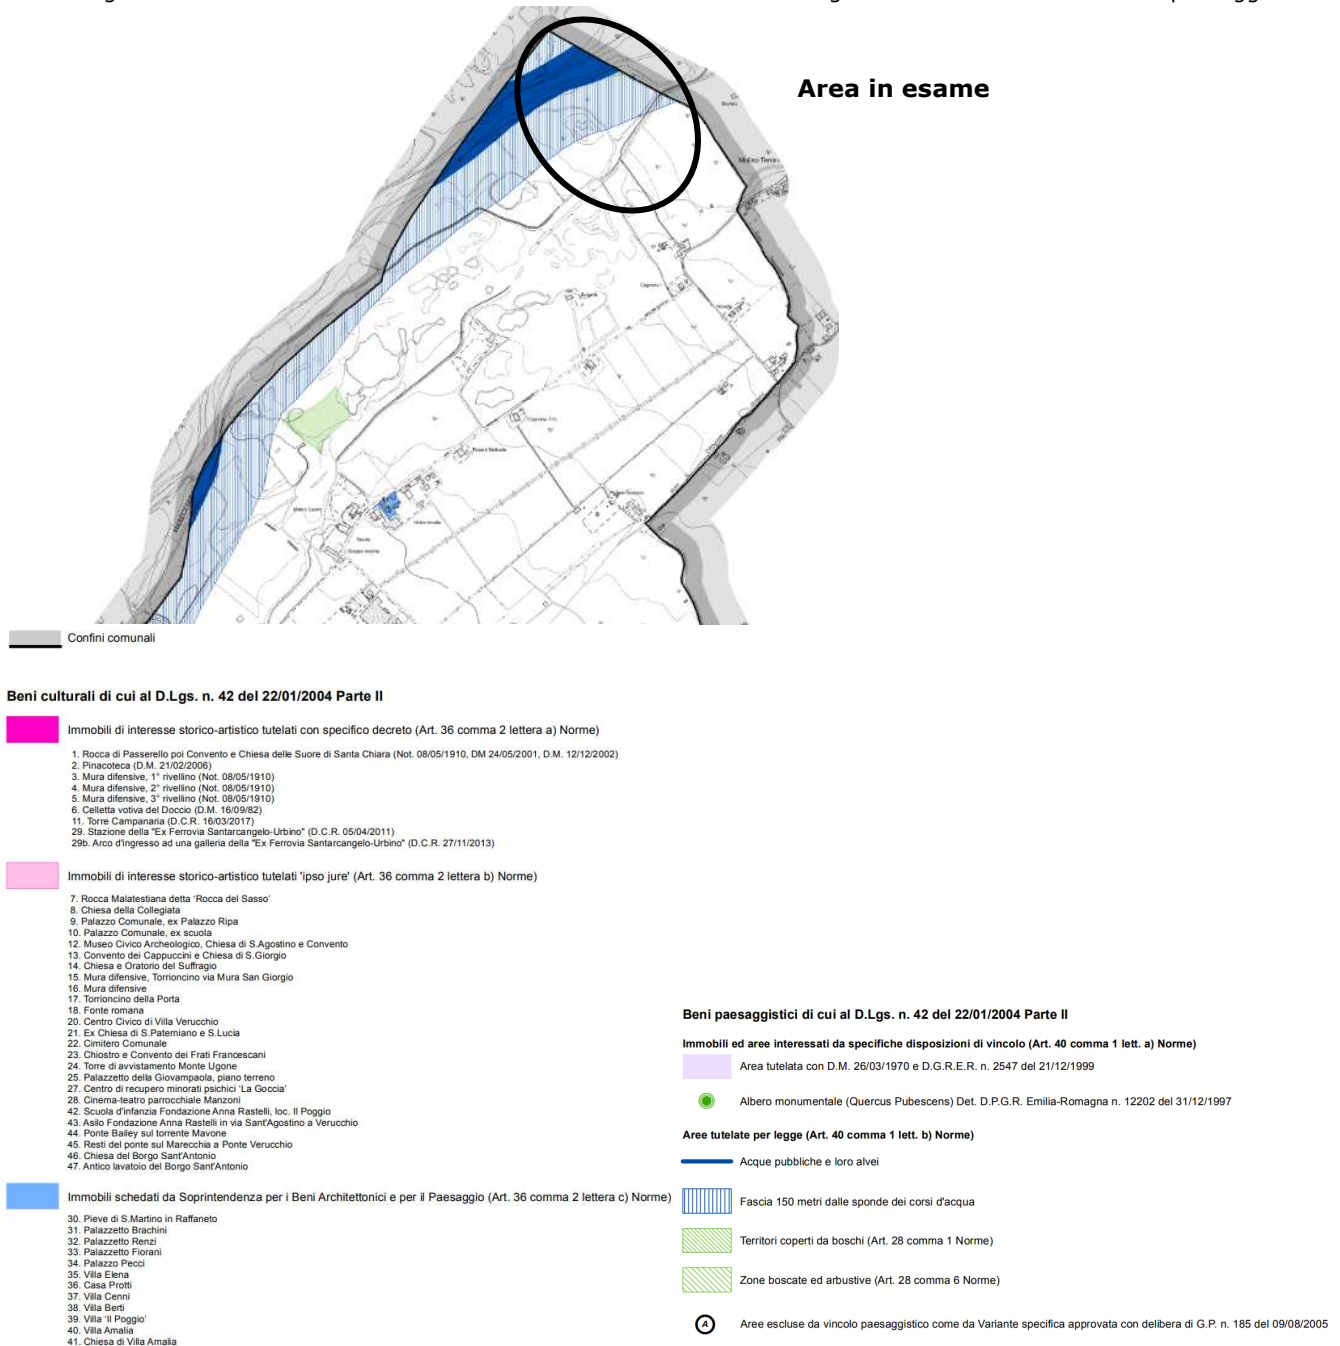 Area in esame
Molino Terra
Confini comunali
Beni culturali di cui al D.Lgs. n. 42 del 22/01/2004 Parte II
Immobili di interesse storico-artistico tutelati con specifico decreto (Art. 36 comma 2 lettera a) Norme)
1. Rocca di Passerello poi Convento e Chiesa delle Suore di Santa Chiara (Not. 08/05/1910, DM 24/05/2001, D.M. 12/12/2002)
2. Pinacoteca (D.M. 21/02/2006)
3. Mura difensive, 1° rivellino (Not. 08/05/1910)
4. Mura difensive, 2° rivellino (Not. 08/05/1910)
5. Mura difensive, 3° rivellino (Not. 08/05/1910)
6. Celletta votiva del Doccio (D.M. 16/09/82)
11. Torre Campanaria (D.C.R. 16/03/2017)
29. Stazione della "Ex Ferrovia Santarcangelo-Urbino" (D.C.R. 05/04/2011)
29b. Arco d'ingresso ad una galleria della "Ex Ferrovia Santarcangelo-Urbino" (D.C.R. 27/11/2013)
Immobili di interesse storico-artistico tutelati 'ipso jure' (Art. 36 comma 2 lettera b) Norme)
7. Rocca Malatestiana detta 'Rocca del Sasso'
8. Chiesa della Collegiata
9. Palazzo Comunale, ex Palazzo Ripa
10. Palazzo Comunale, ex scuola
12. Museo Civico Archeologico, Chiesa di S.Agostino e Convento
13. Convento dei Cappuccini e Chiesa di S.Giorgio
14. Chiesa e Oratorio del Suffragio
15. Mura difensive, Torrioncino via Mura San Giorgio
16. Mura difensive
17. Torrioncino della Porta
18. Fonte romana
20. Centro Civico di Villa Verucchio
21. Ex Chiesa di S.Paterniano e S.Lucia
22. Cimitero Comunale
23. Chiostro e Convento dei Frati Francescani
24. Torre di avvistamento Monte Ugone
25. Palazzetto della Giovampaola, piano terreno
27. Centro di recupero minorati psichici 'La Goccia'
28. Cinema-teatro parrocchiale Manzoni
42. Scuola d'infanzia Fondazione Anna Rastelli, loc. Il Poggio
43. Asilo Fondazione Anna Rastelli in via Sant'Agostino a Verucchio
44. Ponte Bailey sul torrente Mavone
45. Resti del ponte sul Marecchia a Ponte Verucchio
46. Chiesa del Borgo Sant'Antonio
47. Antico lavatoio del Borgo Sant'Antonio
Immobili schedati da Soprintendenza per i Beni Architettonici e per il Paesaggio (Art. 36 comma 2 lettera c) Norme)
30. Pieve di S.Martino in Raffaneto
31. Palazzetto Brachini
32. Palazzetto Renzi
33. Palazzetto Fiorani
34. Palazzo Pecci
35. Villa Elena
36. Casa Protti
37. Villa Cenni
38. Villa Berti
39. Villa 'Il Poggio'
40. Villa Amalia
41. Chiesa di Villa Amalia
Beni paesaggistici di cui al D.Lgs. n. 42 del 22/01/2004 Parte II
Immobili ed aree interessati da specifiche disposizioni di vincolo (Art. 40 comma 1 lett. a) Norme)
Area tutelata con D.M. 26/03/1970 e D.G.R.E.R. n. 2547 del 21/12/1999
Albero monumentale (Quercus Pubescens) Det. D.P.G.R. Emilia-Romagna n. 12202 del 31/12/1997
Aree tutelate per legge (Art. 40 comma 1 lett. b) Norme)
Acque pubbliche e loro alvei
Fascia 150 metri dalle sponde dei corsi d'acqua
Territori coperti da boschi (Art. 28 comma 1 Norme)
Zone boscate ed arbustive (Art. 28 comma 6 Norme)
A Aree escluse da vincolo paesaggistico come da Variante specifica approvata con delibera di G.P. n. 185 del 09/08/2005